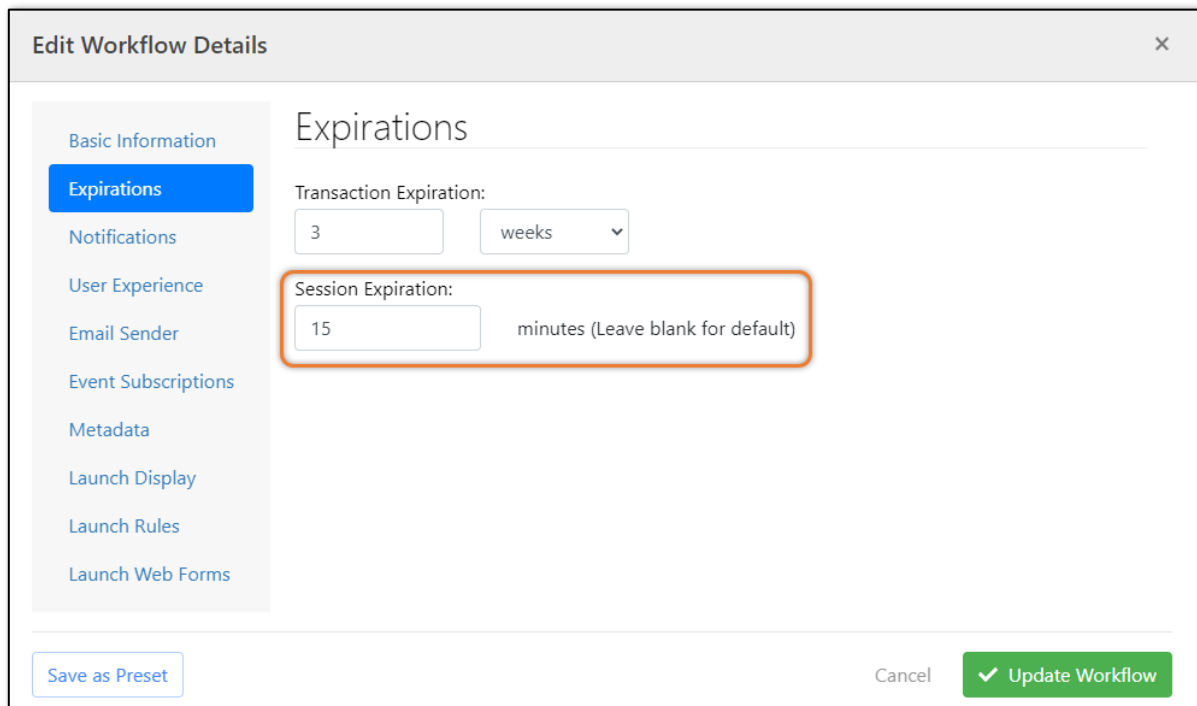 Edit Workflow Details
×
Basic Information
Expirations
Notifications
User Experience
Email Sender
Event Subscriptions
Metadata
Launch Display
Launch Rules
Launch Web Forms
Expirations
Transaction Expiration:
3 weeks
Session Expiration:
15 minutes (Leave blank for default)
Save as Preset
Cancel
Update Workflow